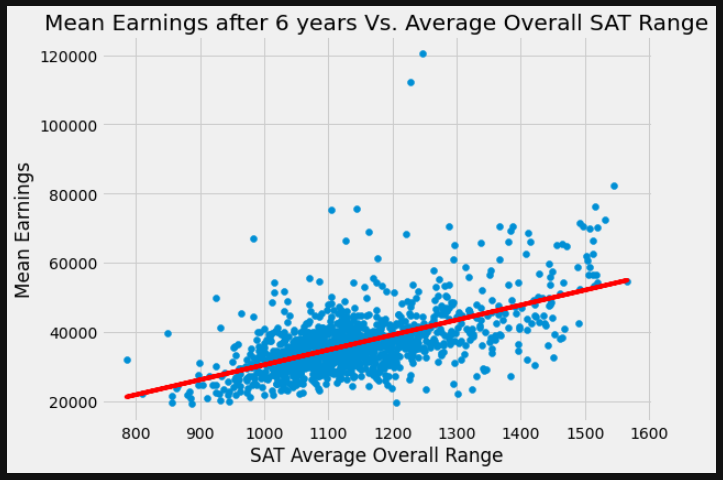 Mean Earnings after 6 years Vs. Average Overall SAT Range
120000
100000
80000
60000
40000
20000
Mean Earnings
800 900 1000 1100 1200 1300 1400 1500 1600
SAT Average Overall Range